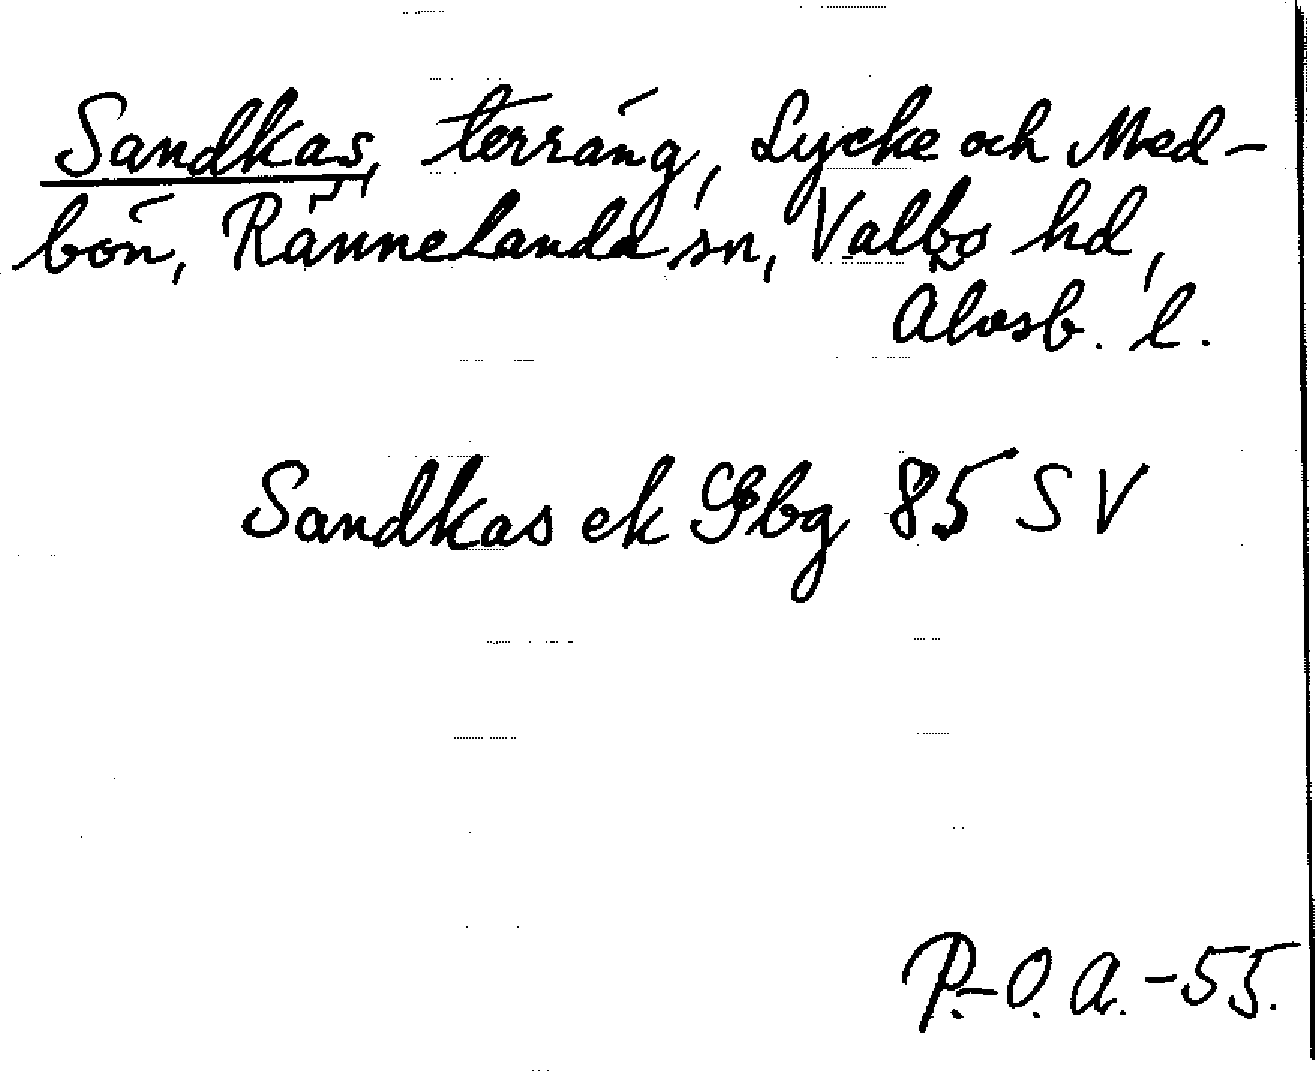 Sandkas, terräng, Lycke och Med-
bön, Rännelanda sn, Valbo hd,
Älvsb. l.
Sandkas ek Gbg 85 SV
P.-O. A. -55.